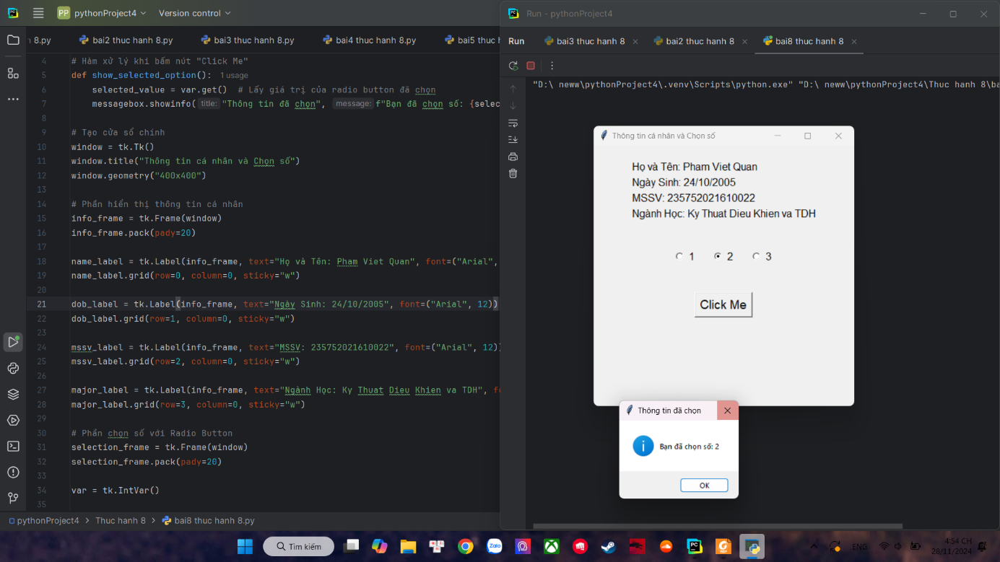 PP pythonProject4 Version control
8.py bai2 thuc hanh 8.py bai3 thuc hanh 8.py bai4 thuc hanh 8.py bai5 thuc
4 # Hàm xử lý khi bấm nút "Click Me"
5 def show_selected_option(): 1 usage
6 selected_value = var.get() # Lấy giá trị của radio button đã chọn
7 messagebox.showinfo( title: "Thông tin đã chọn", message: f"Bạn đã chọn số: {selec
8
9 # Tạo cửa sổ chính
10 window = tk.Tk()
11 window.title("Thông tin cá nhân và Chọn số")
12 window.geometry("400x400")
13
14 # Phần hiển thị thông tin cá nhân
15 info_frame = tk.Frame(window)
16 info_frame.pack(pady=20)
17
18 name_label = tk.Label(info_frame, text="Họ và Tên: Pham Viet Quan", font=("Arial",
19 name_label.grid(row=0, column=0, sticky="w")
20
21 dob_label = tk.Label(info_frame, text="Ngày Sinh: 24/10/2005", font=("Arial", 12))
22 dob_label.grid(row=1, column=0, sticky="w")
23
24 mssv_label = tk.Label(info_frame, text="MSSV: 235752021610022", font=("Arial", 12))
25 mssv_label.grid(row=2, column=0, sticky="w")
26
27 major_label = tk.Label(info_frame, text="Ngành Học: Ky Thuat Dieu Khien va TDH", fo
28 major_label.grid(row=3, column=0, sticky="w")
29
30 # Phần chọn số với Radio Button
31 selection_frame = tk.Frame(window)
32 selection_frame.pack(pady=20)
33
34 var = tk.IntVar()
35
pythonProject4 > Thuc hanh 8 > bai8 thuc hanh 8.py
Run - pythonProject4
Run bai3 thuc hanh 8 bai2 thuc hanh 8 bai8 thuc hanh 8
"D:\ neww\pythonProject4\.venv\Scripts\python.exe" "D:\ neww\pythonProject4\Thuc hanh 8\ba
Thông tin cá nhân và Chọn số
Họ và Tên: Pham Viet Quan
Ngày Sinh: 24/10/2005
MSSV: 235752021610022
Ngành Học: Ky Thuat Dieu Khien va TDH
1 2 3
Click Me
Thông tin đã chọn
Bạn đã chọn số: 2
OK
Tìm kiếm
Zalo
PC
ENG
4:54 CH
28/11/2024